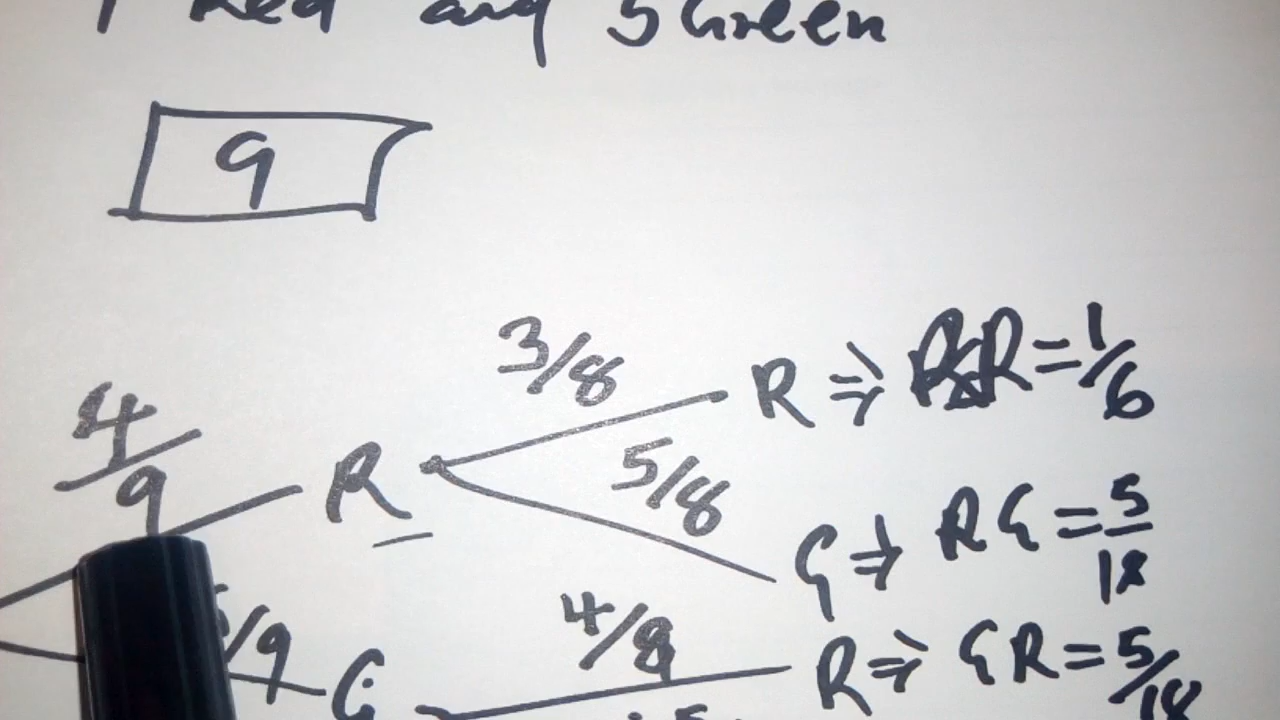 Red and 5 Green
9
3/8
R ⇒ RR = 1/6
4/9
R
5/8
G ⇒ RG = 5/18
4/8
/9 G
R ⇒ GR = 5/18